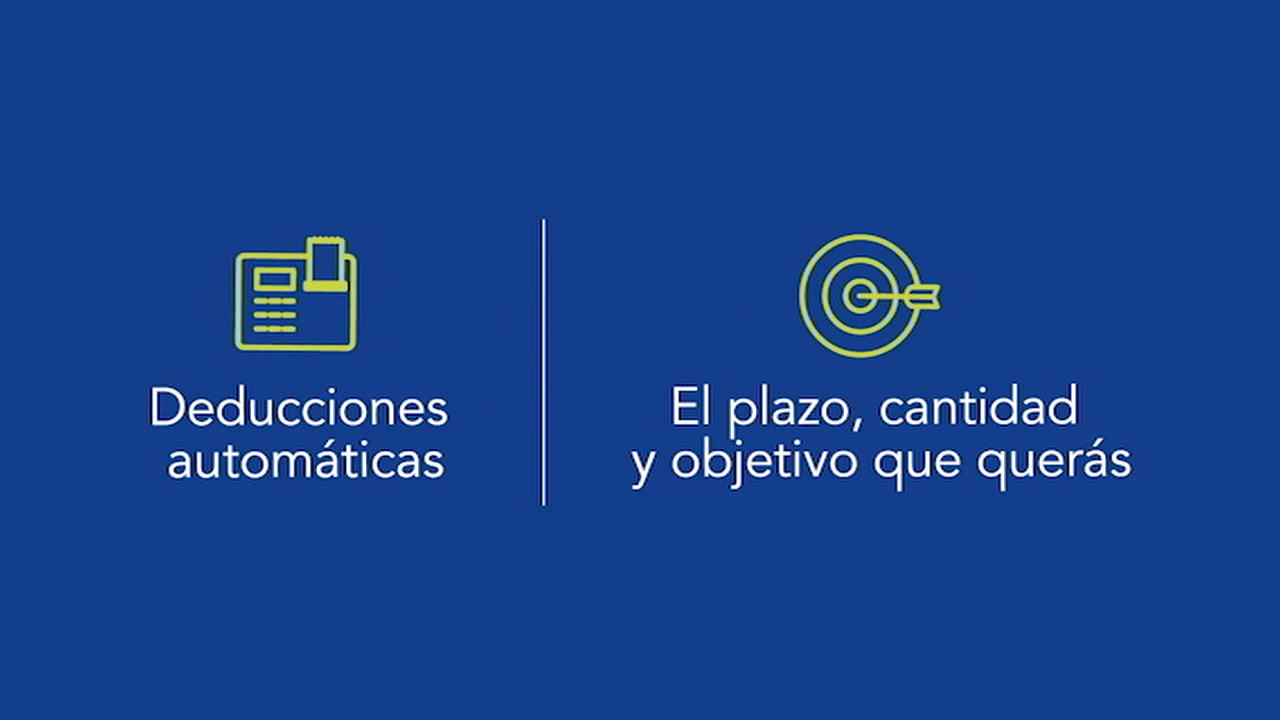 Deducciones
automáticas
El plazo, cantidad
y objetivo que querás